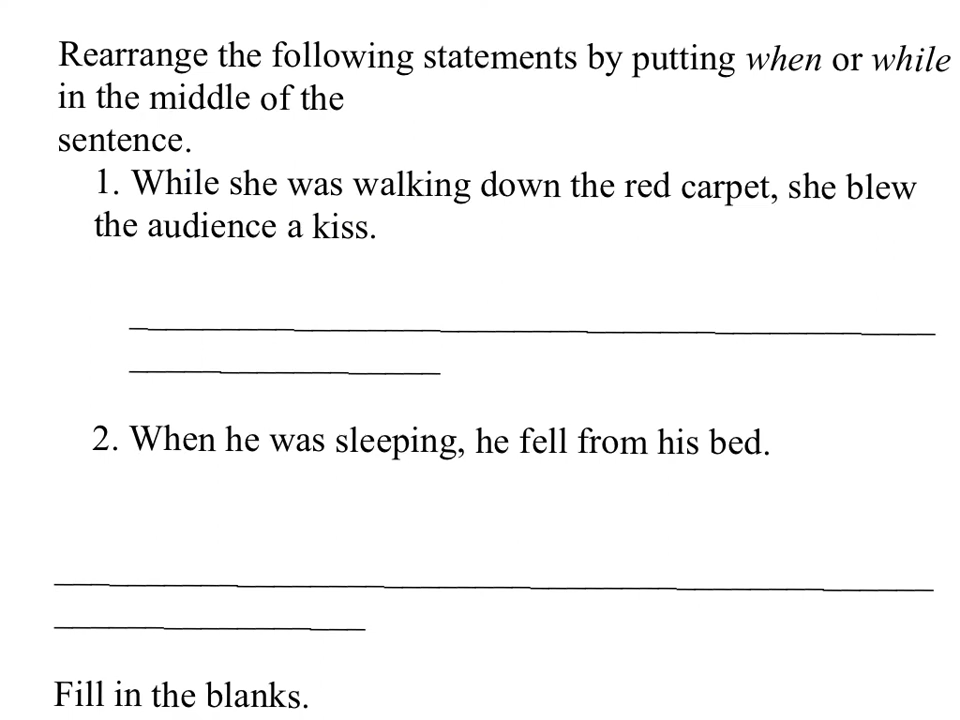 Rearrange the following statements by putting when or while
in the middle of the
sentence.
1. While she was walking down the red carpet, she blew
the audience a kiss.
2. When he was sleeping, he fell from his bed.
Fill in the blanks.